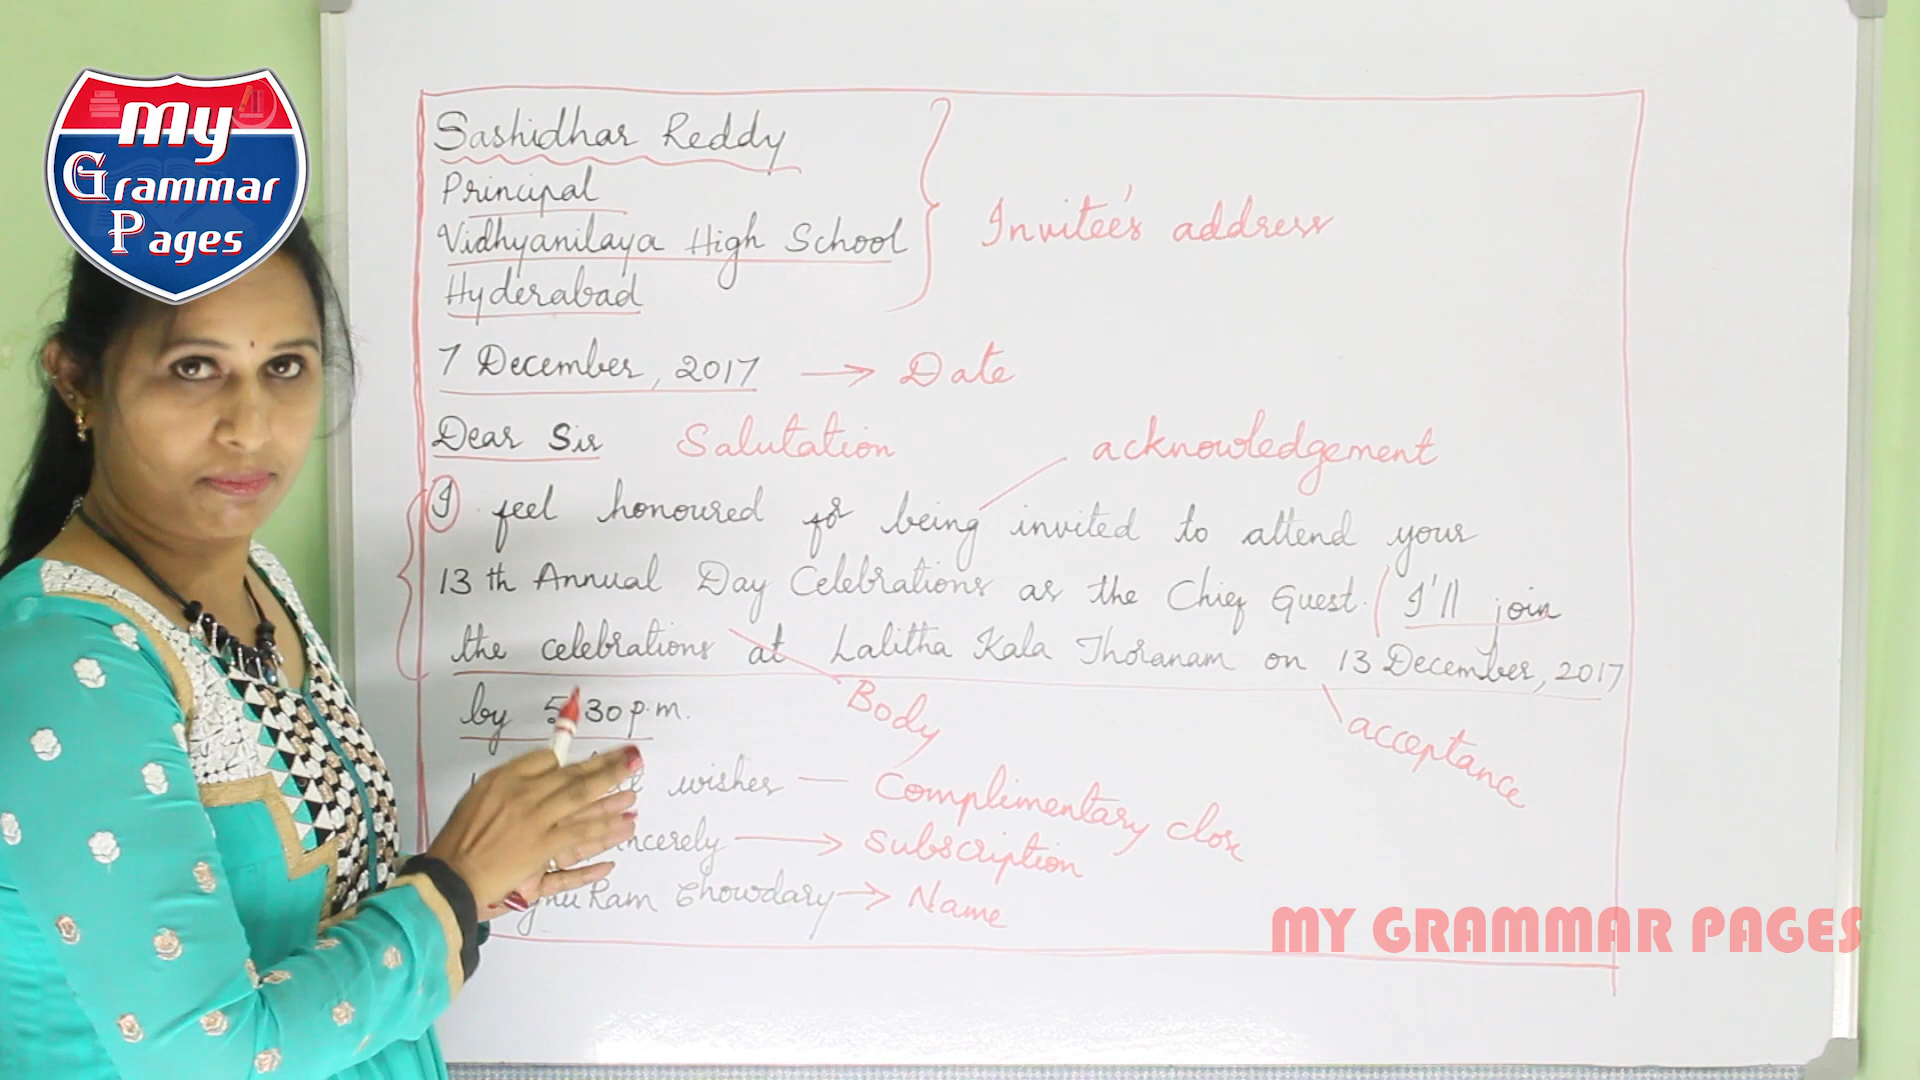 My
Grammar
Pages
Sashidhar Reddy
Principal
Vidhyanilaya High School
Hyderabad
Invitee's address
7 December, 2017 → Date
Dear Sir Salutation acknowledgement
I feel honoured for being invited to attend your
13th Annual Day Celebrations as the Chief Guest. I'll join
the celebrations at Lalitha Kala Thoranam on 13 December, 2017
by 5:30 p.m. Body acceptance
wishes — Complimentary close
→ Subscription
Ram Chowdary → Name
MY GRAMMAR PAGES